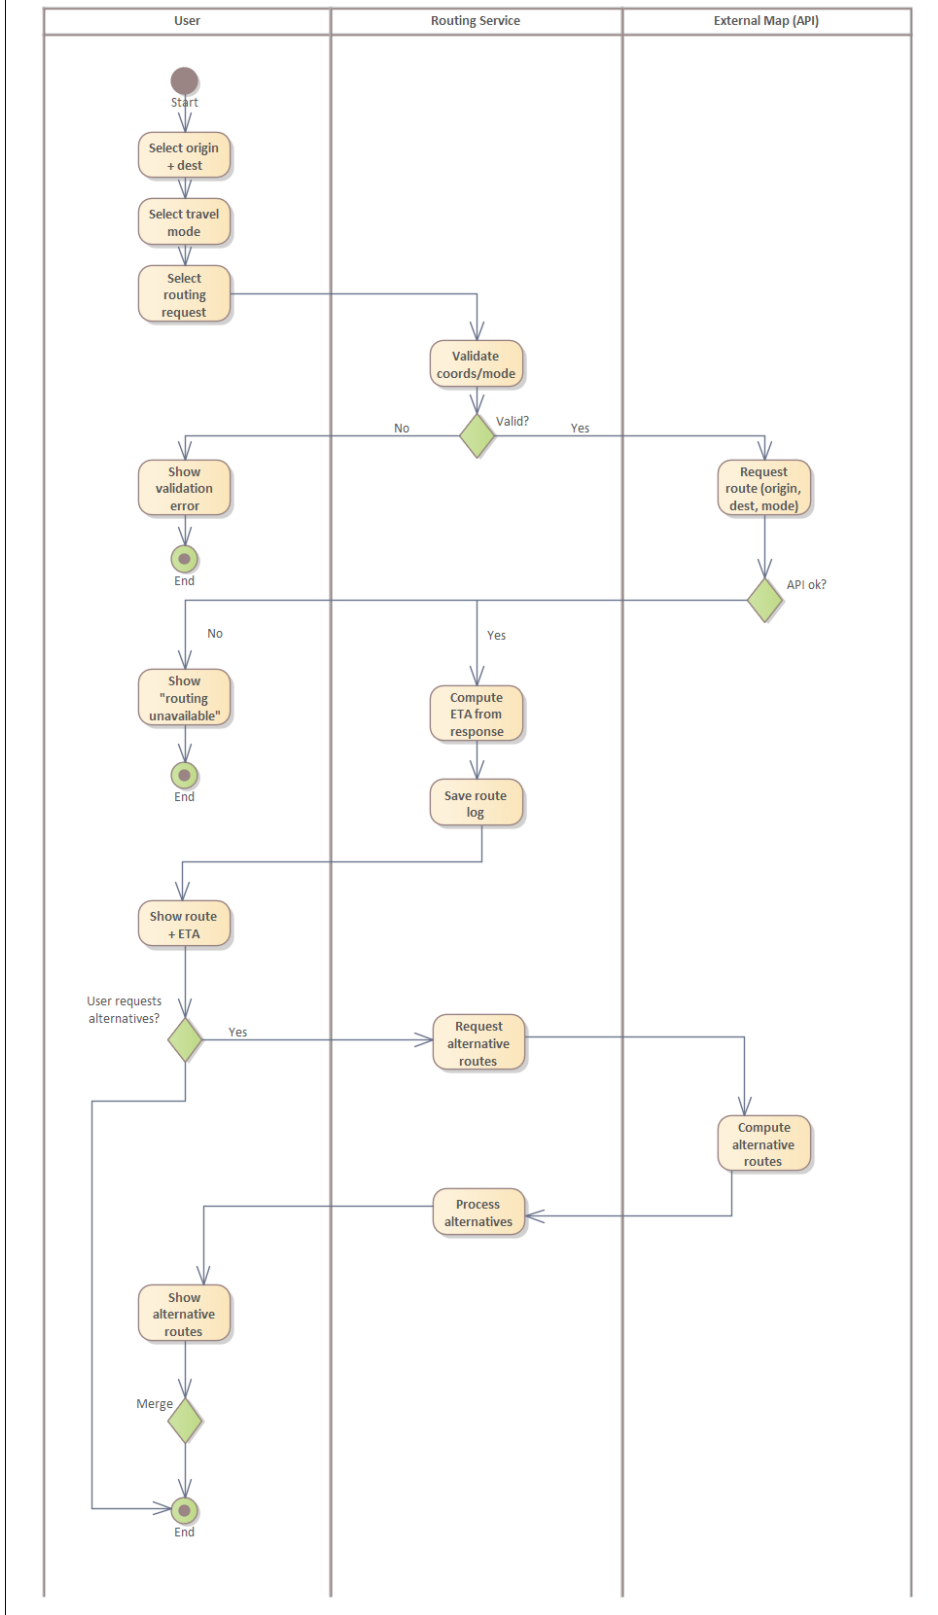 User
Routing Service
External Map (API)
Start
Select origin
+ dest
Select travel
mode
Select
routing
request
Validate
coords/mode
Valid?
No
Yes
Show
validation
error
Request
route (origin,
dest, mode)
End
API ok?
No
Yes
Show
"routing
unavailable"
Compute
ETA from
response
End
Save route
log
Show route
+ ETA
User requests
alternatives?
Yes
Request
alternative
routes
Compute
alternative
routes
Process
alternatives
Show
alternative
routes
Merge
End